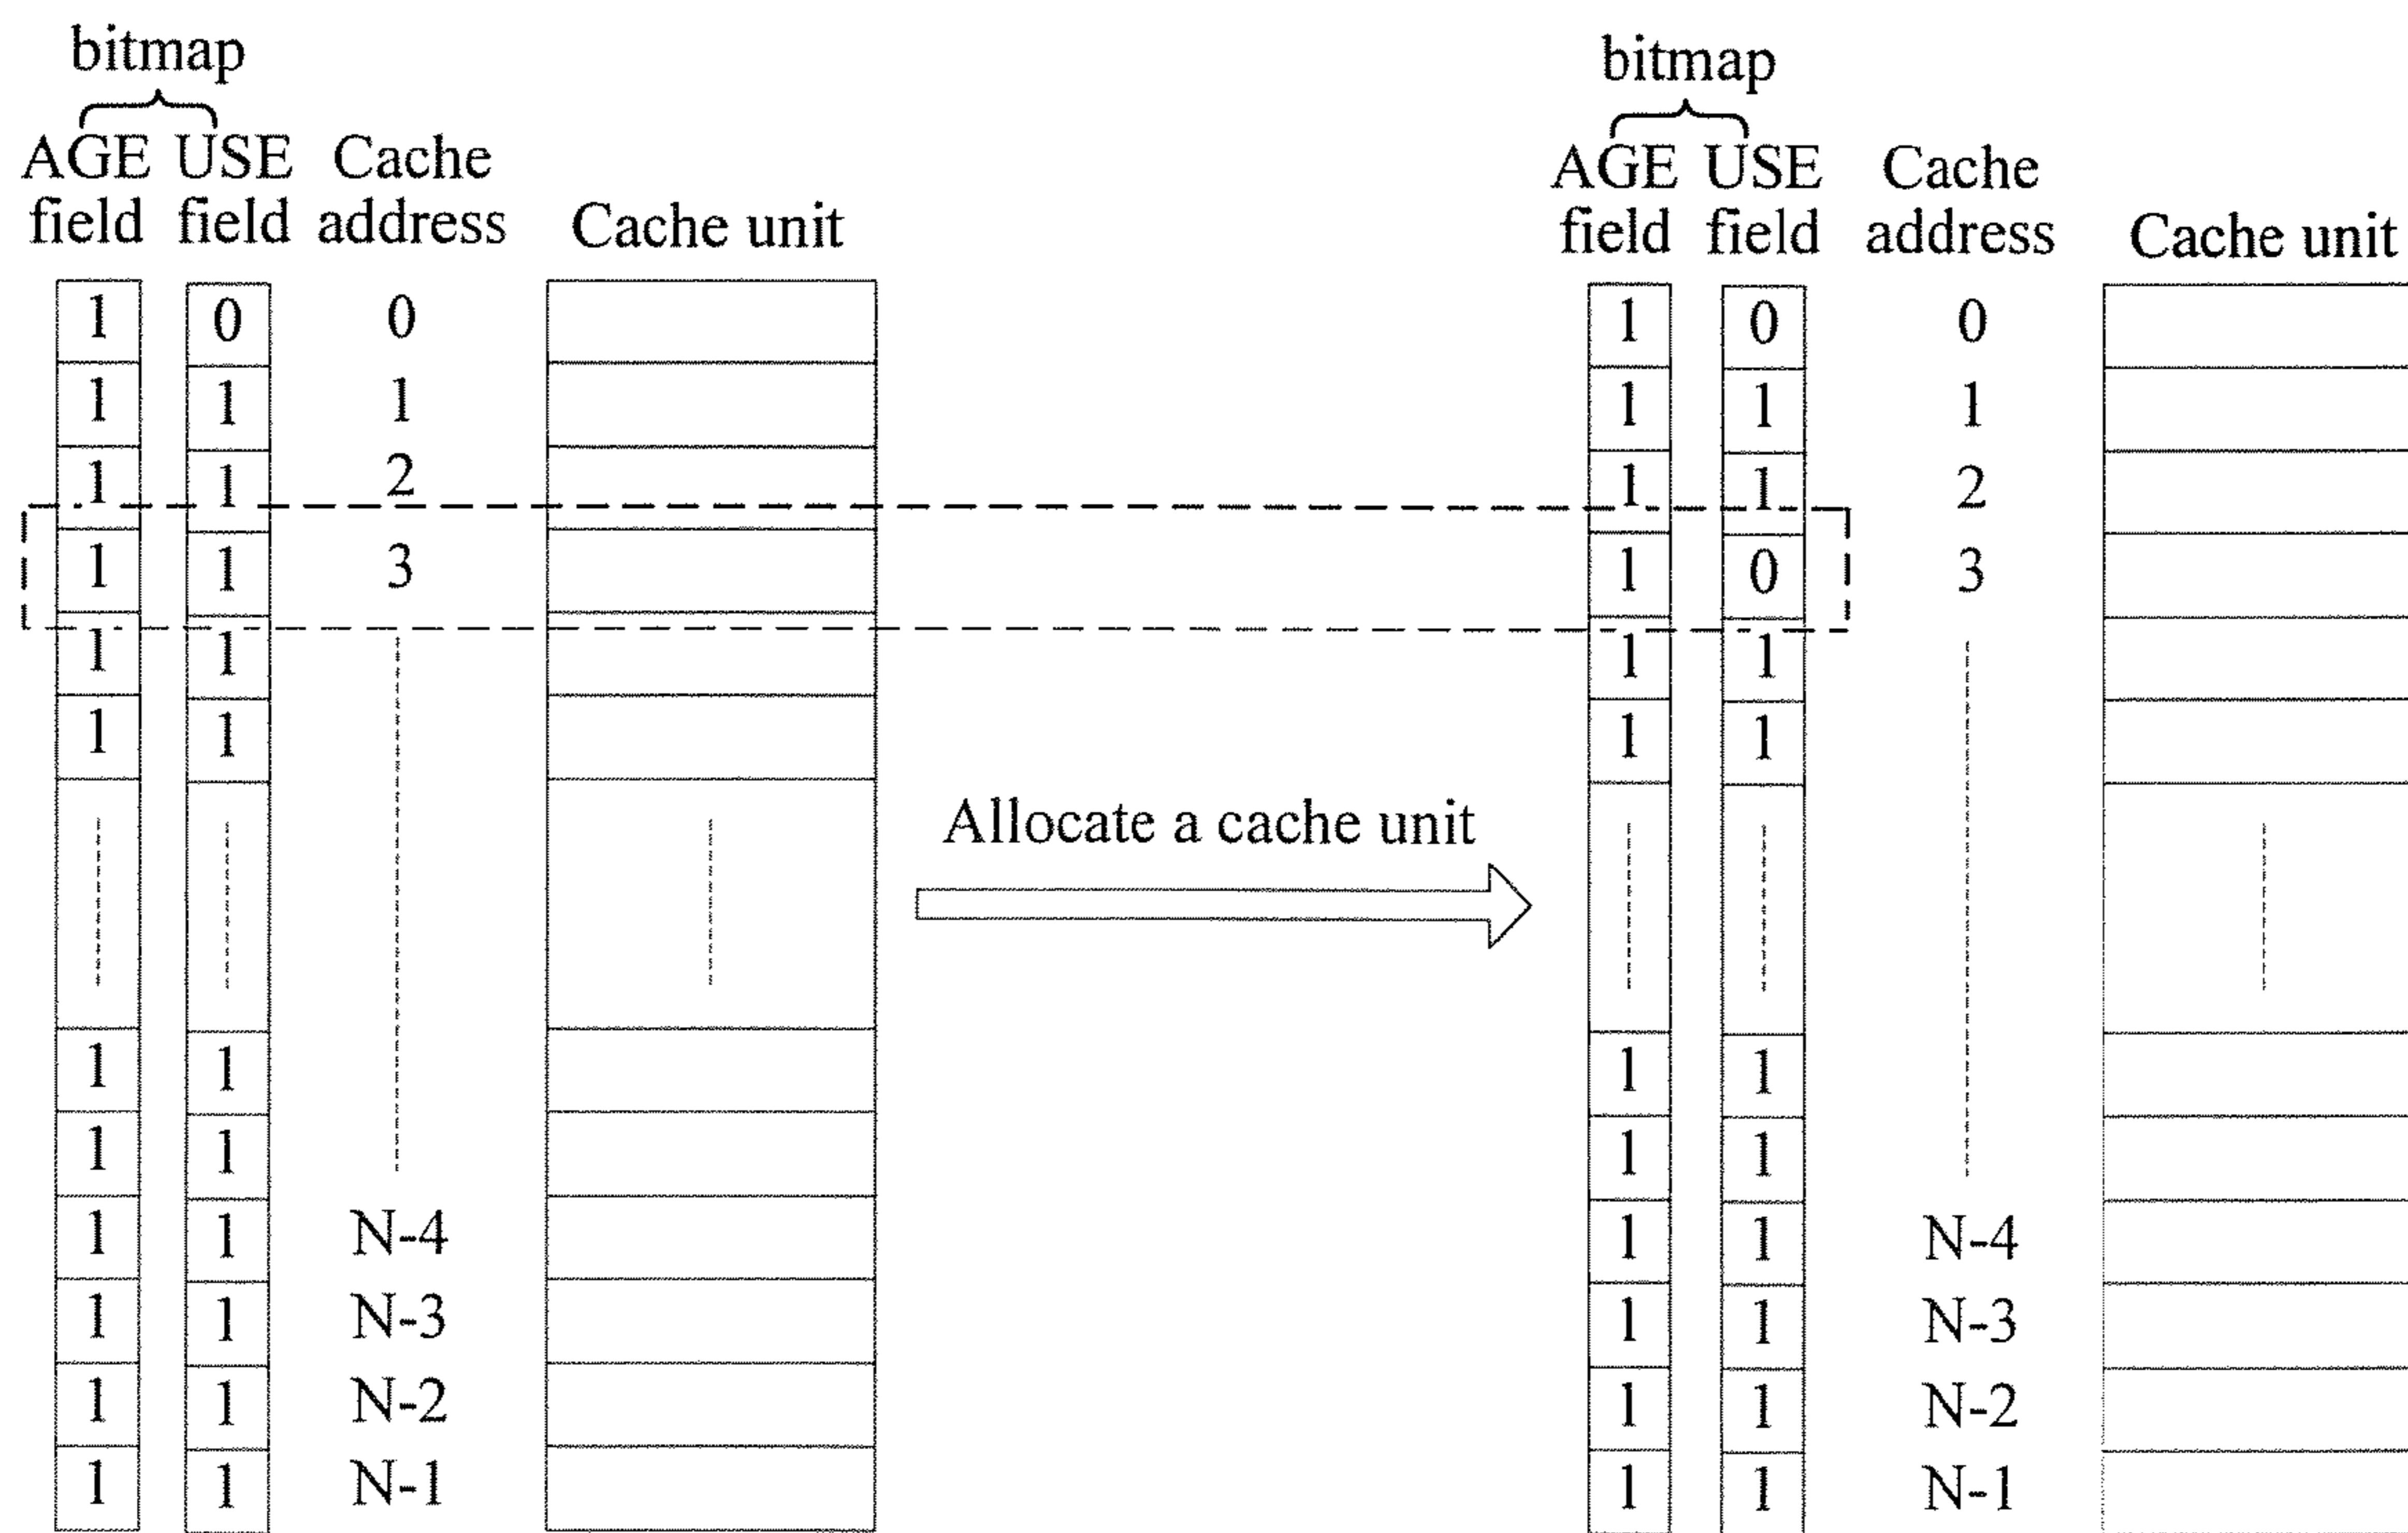 bitmap
AGE USE Cache
field field address Cache unit
1 0 0
1 1 1
1 1 2
1 1 3
1 1
1 1
1 1
1 1
1 1 N-4
1 1 N-3
1 1 N-2
1 1 N-1
Allocate a cache unit
bitmap
AGE USE Cache
field field address Cache unit
1 0 0
1 1 1
1 1 2
1 0 3
1 1
1 1
1 1
1 1
1 1 N-4
1 1 N-3
1 1 N-2
1 1 N-1